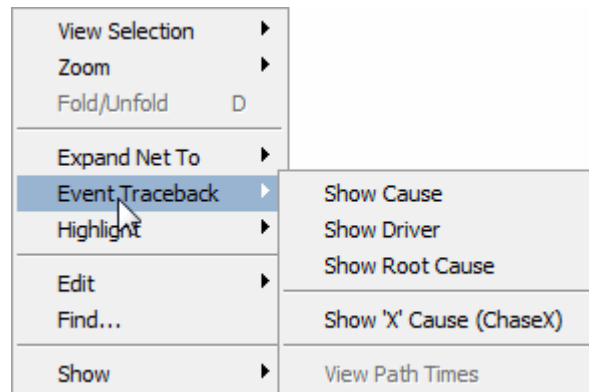 View Selection
Zoom
Fold/Unfold D
Expand Net To
Event Traceback
Highlight
Edit
Find...
Show
Show Cause
Show Driver
Show Root Cause
Show 'X' Cause (ChaseX)
View Path Times